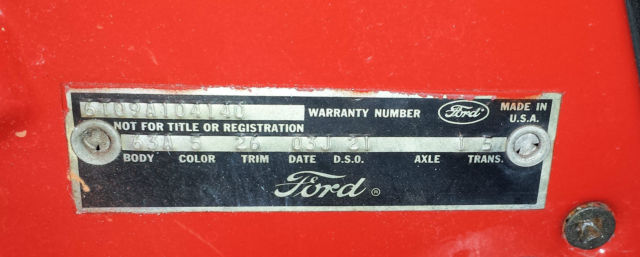 6T09A104140 WARRANTY NUMBER Ford MADE IN U.S.A.
NOT FOR TITLE OR REGISTRATION
63A 5 26 03J 21 1 5
BODY COLOR TRIM DATE D.S.O. AXLE TRANS.
Ford ®